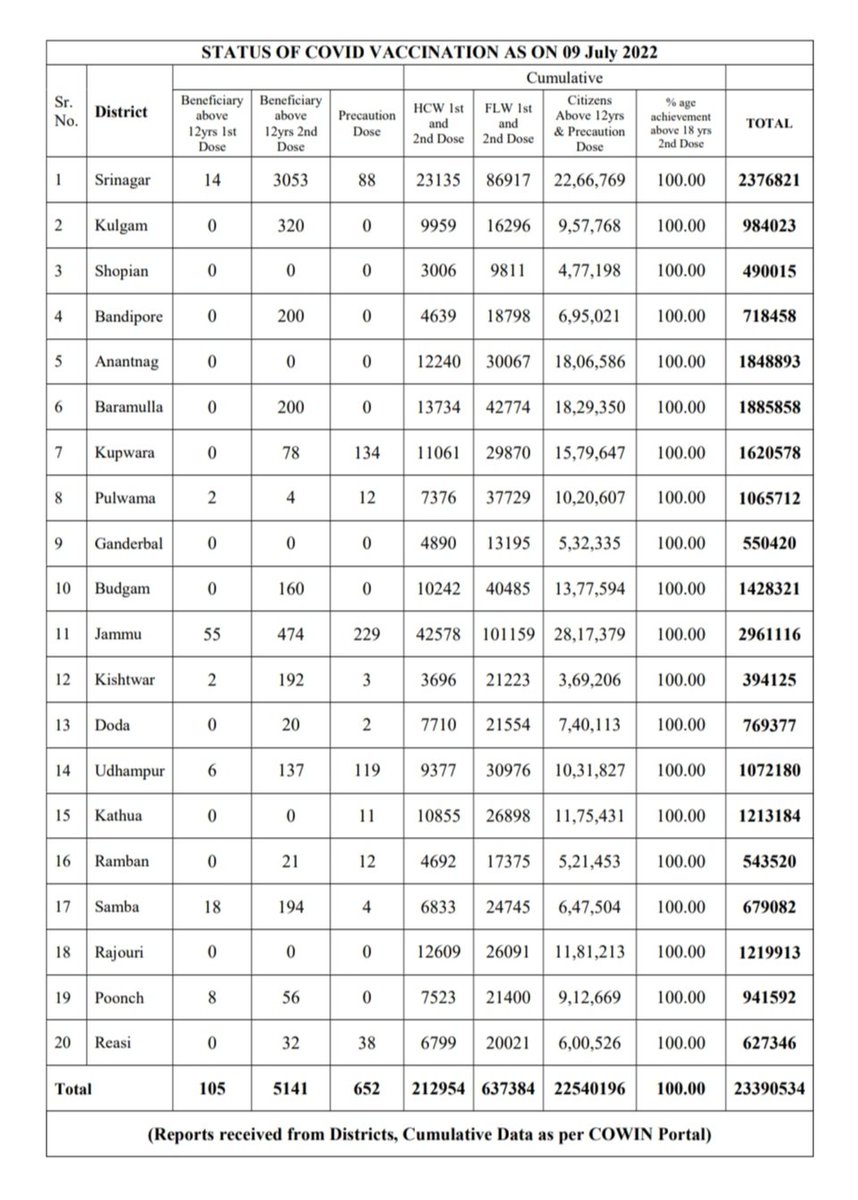 STATUS OF COVID VACCINATION AS ON 09 July 2022
Cumulative
Sr. No. District Beneficiary above 12yrs 1st Dose Beneficiary above 12yrs 2nd Dose Precaution Dose HCW 1st and 2nd Dose FLW 1st and 2nd Dose Citizens Above 12yrs & Precaution Dose % age achievement above 18 yrs 2nd Dose TOTAL
1 Srinagar 14 3053 88 23135 86917 22,66,769 100.00 2376821
2 Kulgam 0 320 0 9959 16296 9,57,768 100.00 984023
3 Shopian 0 0 0 3006 9811 4,77,198 100.00 490015
4 Bandipore 0 200 0 4639 18798 6,95,021 100.00 718458
5 Anantnag 0 0 0 12240 30067 18,06,586 100.00 1848893
6 Baramulla 0 200 0 13734 42774 18,29,350 100.00 1885858
7 Kupwara 0 78 134 11061 29870 15,79,647 100.00 1620578
8 Pulwama 2 4 12 7376 37729 10,20,607 100.00 1065712
9 Ganderbal 0 0 0 4890 13195 5,32,335 100.00 550420
10 Budgam 0 160 0 10242 40485 13,77,594 100.00 1428321
11 Jammu 55 474 229 42578 101159 28,17,379 100.00 2961116
12 Kishtwar 2 192 3 3696 21223 3,69,206 100.00 394125
13 Doda 0 20 2 7710 21554 7,40,113 100.00 769377
14 Udhampur 6 137 119 9377 30976 10,31,827 100.00 1072180
15 Kathua 0 0 11 10855 26898 11,75,431 100.00 1213184
16 Ramban 0 21 12 4692 17375 5,21,453 100.00 543520
17 Samba 18 194 4 6833 24745 6,47,504 100.00 679082
18 Rajouri 0 0 0 12609 26091 11,81,213 100.00 1219913
19 Poonch 8 56 0 7523 21400 9,12,669 100.00 941592
20 Reasi 0 32 38 6799 20021 6,00,526 100.00 627346
Total 105 5141 652 212954 637384 22540196 100.00 23390534
(Reports received from Districts, Cumulative Data as per COWIN Portal)